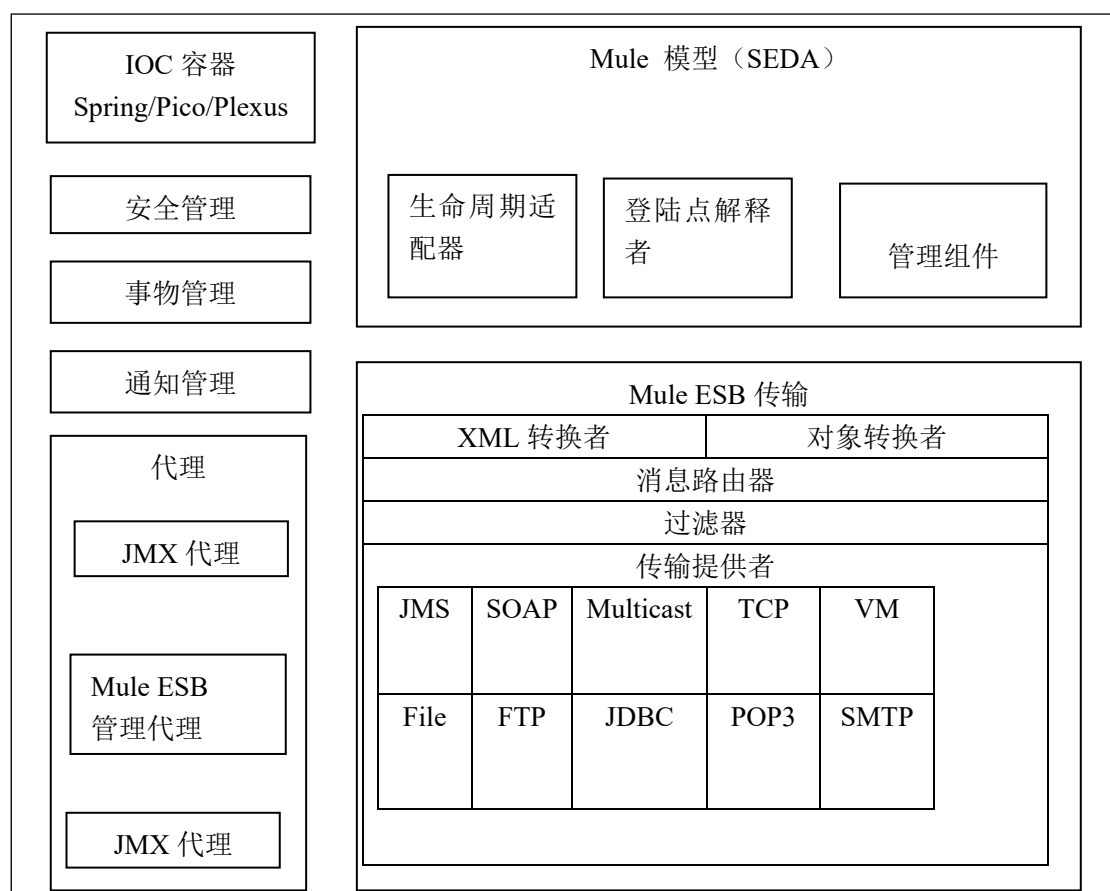 IOC 容器
Spring/Pico/Plexus
安全管理
事物管理
通知管理
代理
JMX 代理
Mule ESB
管理代理
JMX 代理
Mule 模型（SEDA）
生命周期适
配器
登陆点解释
者
管理组件
Mule ESB 传输
XML 转换者 对象转换者
消息路由器
过滤器
传输提供者
JMS SOAP Multicast TCP VM
File FTP JDBC POP3 SMTP